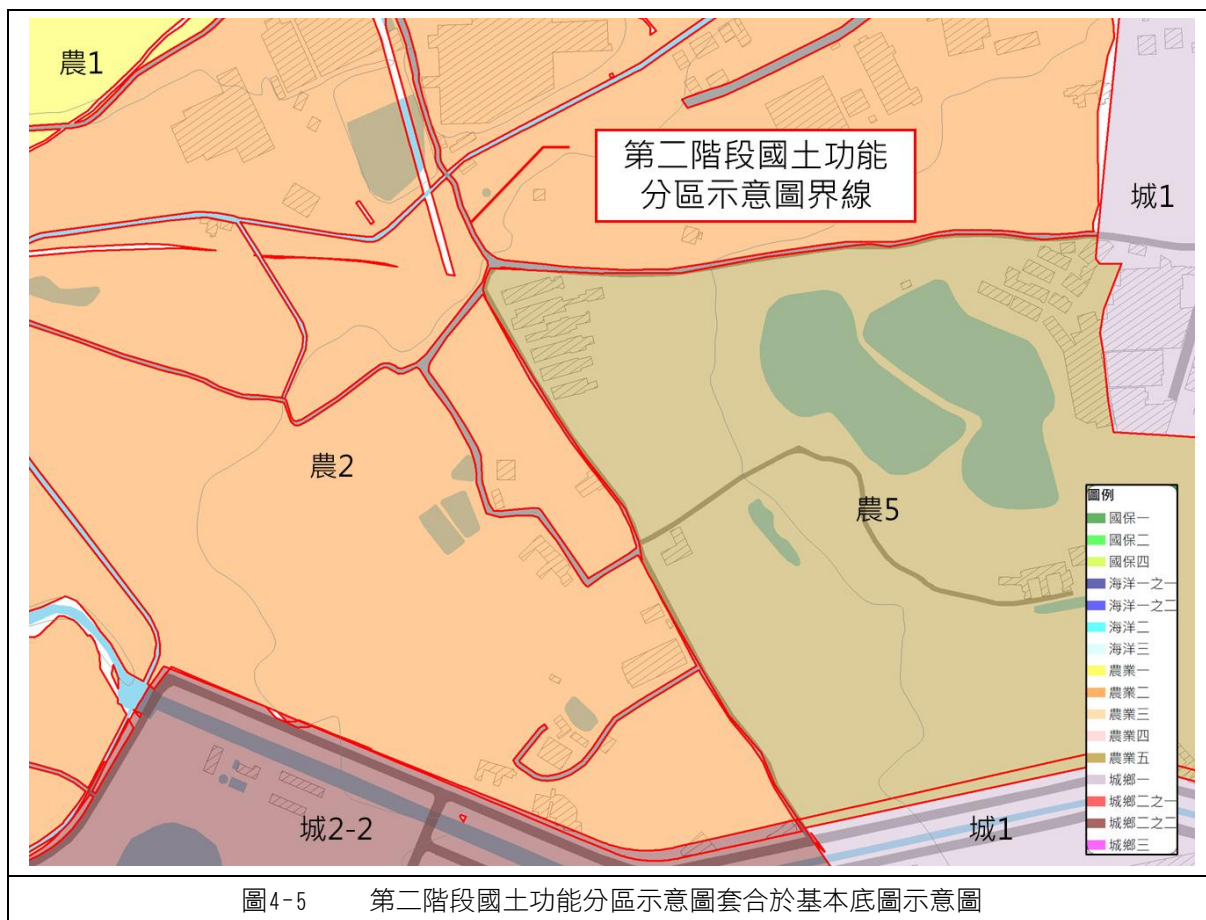 農1
第二階段國土功能
分區示意圖界線
城1
農2
農5
圖例
國保一
國保二
國保四
海洋一之一
海洋一之二
海洋二
海洋三
農業一
農業二
農業三
農業四
農業五
城鄉一
城鄉二之一
城鄉二之二
城鄉三
城2-2
城1
圖4-5 第二階段國土功能分區示意圖套合於基本底圖示意圖